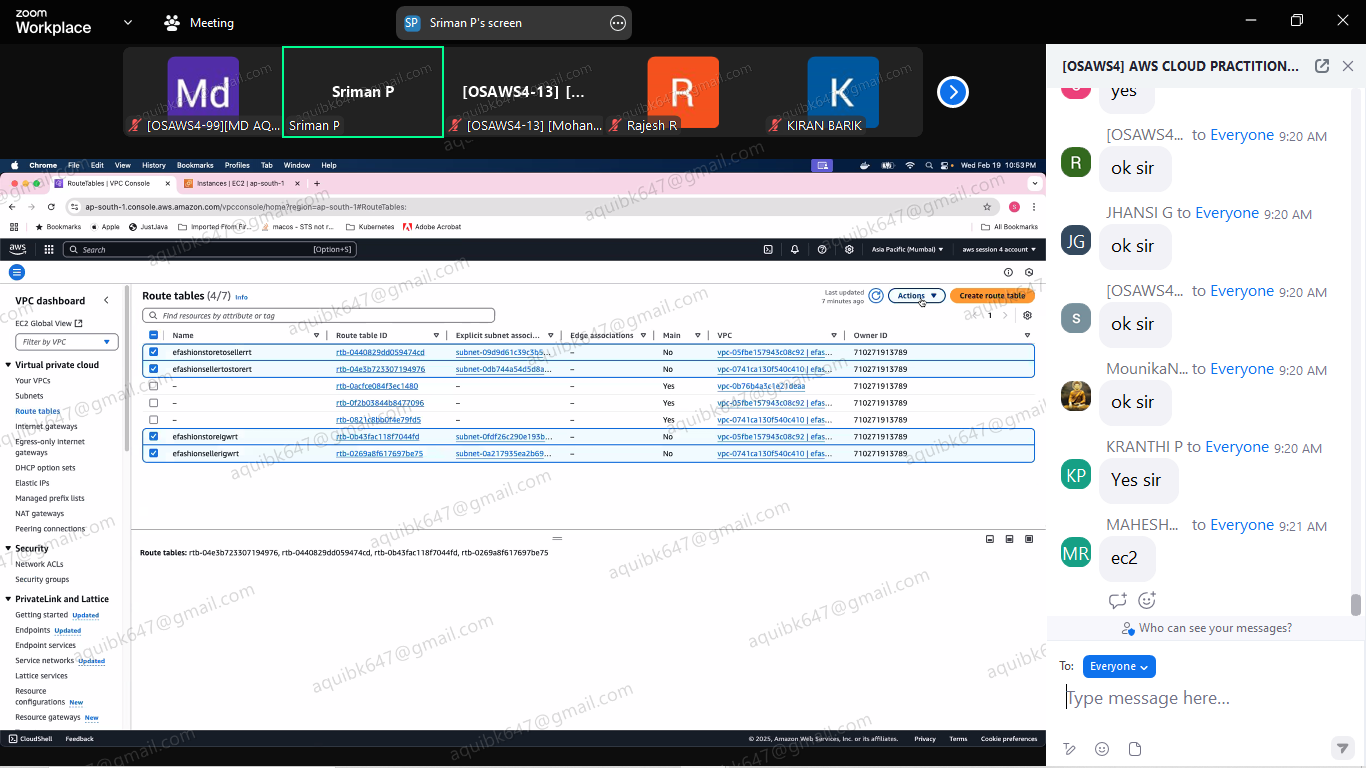 zoom
Workplace
Meeting
SP
Sriman P's screen
Md
[OSAWS4-99][MD AQ...
Sriman P
Sriman P
[OSAWS4-13] [...
[OSAWS4-13] [Mohan...
R
Rajesh R
K
KIRAN BARIK
[OSAWS4] AWS CLOUD PRACTITION...
Chrome File Edit View History Bookmarks Profiles Tab Window Help
Wed Feb 19 10:53PM
RouteTables | VPC Console
Instances | EC2 | ap-south-1
ap-south-1.console.aws.amazon.com/vpcconsole/home?region=ap-south-1#RouteTables:
S
Bookmarks Apple JustJava Imported From Fir... macos - STS not r... Kubernetes Adobe Acrobat All Bookmarks
aws
Search [Option+S]
Asia Pacific (Mumbai)
aws session 4 account
VPC dashboard
EC2 Global View
Filter by VPC
Virtual private cloud
Your VPCs
Subnets
Route tables
Internet gateways
Egress-only internet
gateways
DHCP option sets
Elastic IPs
Managed prefix lists
NAT gateways
Peering connections
Security
Network ACLs
Security groups
PrivateLink and Lattice
Getting started Updated
Endpoints Updated
Endpoint services
Service networks Updated
Lattice services
Resource
configurations New
Resource gateways New
Route tables (4/7) Info
Last updated
7 minutes ago
Actions
Create route table
Find resources by attribute or tag
1
Name Route table ID Explicit subnet associ... Edge associations Main VPC Owner ID
efashionstoretosellerrt rtb-0440829dd059474cd subnet-09d9d61c39c3b5... – No vpc-05fbe157943c08c92 | efas... 710271913789
efashionsellertostorert rtb-04e3b723307194976 subnet-0db744a54d5d8a... – No vpc-0741ca130f540c410 | efas... 710271913789
– rtb-0acfce084f3ec1480 – – Yes vpc-0b76b4a3c1e21deaa 710271913789
– rtb-0f2b03844b8477096 – – Yes vpc-05fbe157943c08c92 | efas... 710271913789
– rtb-0821c8bb0f4e79fd5 – – Yes vpc-0741ca130f540c410 | efas... 710271913789
efashionstoreigwrt rtb-0b43fac118f7044fd subnet-0fdf26c290e193b... – No vpc-05fbe157943c08c92 | efas... 710271913789
efashionsellerigwrt rtb-0269a8f617697be75 subnet-0a217935ea2b69... – No vpc-0741ca130f540c410 | efas... 710271913789
Route tables: rtb-04e3b723307194976, rtb-0440829dd059474cd, rtb-0b43fac118f7044fd, rtb-0269a8f617697be75
CloudShell Feedback
© 2025, Amazon Web Services, Inc. or its affiliates. Privacy Terms Cookie preferences
yes
[OSAWS4... to Everyone 9:20 AM
R
ok sir
JHANSI G to Everyone 9:20 AM
JG
ok sir
[OSAWS4... to Everyone 9:20 AM
S
ok sir
MounikaN... to Everyone 9:20 AM
ok sir
KRANTHI P to Everyone 9:20 AM
KP
Yes sir
MAHESH... to Everyone 9:21 AM
MR
ec2
Who can see your messages?
To: Everyone
Type message here...
aquibk647@gmail.com